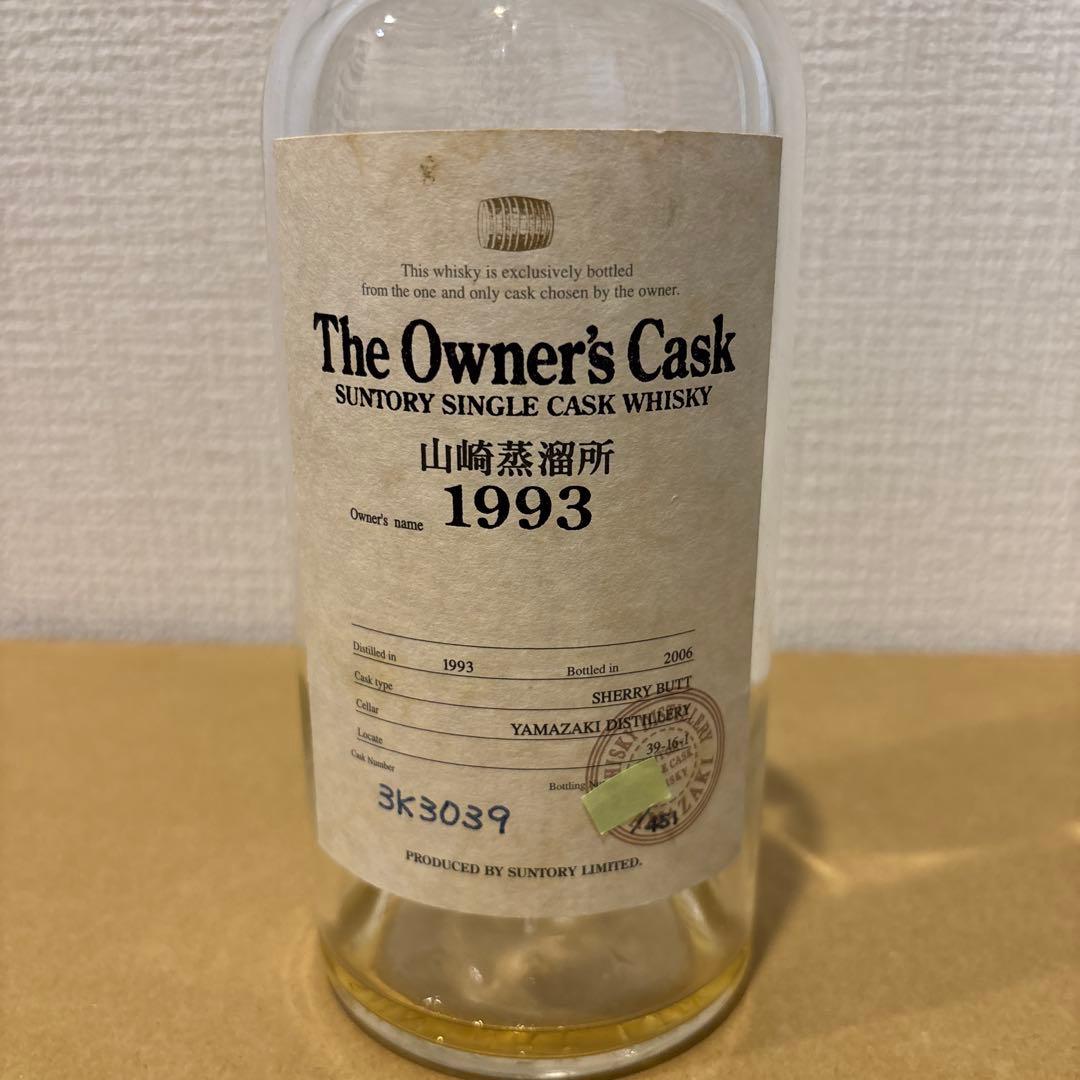 This whisky is exclusively bottled
from the one and only cask chosen by the owner.
The Owner's Cask
SUNTORY SINGLE CASK WHISKY
山崎蒸溜所
1993
Owner's name
Distilled in 1993 Bottled in 2006
Cask type SHERRY BUTT
Cellar YAMAZAKI DISTILLERY
Locate 39-16-1
Cask Number Bottling
3K3039 /451
PRODUCED BY SUNTORY LIMITED.